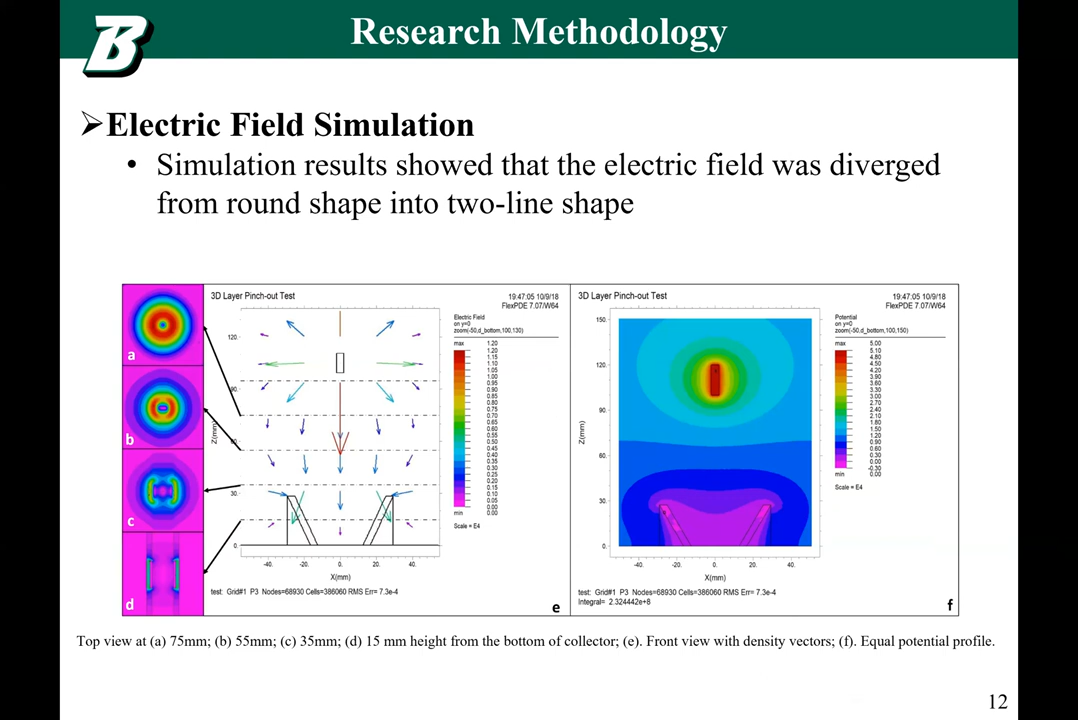 B
Research Methodology
➢Electric Field Simulation
• Simulation results showed that the electric field was diverged
from round shape into two-line shape
a
b
c
d
3D Layer Pinch-out Test
19:47:05 10/9/18
FlexPDE 7.07/W64
Electric Field
on y=0
zoom(-50,d_bottom,100,130)
max 1.20
1.20
1.15
1.10
1.05
1.00
0.95
0.90
0.85
0.80
0.75
0.70
0.65
0.60
0.55
0.50
0.45
0.40
0.35
0.30
0.25
0.20
0.15
0.10
0.05
0.00
min 0.00
Scale = E4
Z(mm)
120.
90.
60.
30.
0.
-40. -20. 0. 20. 40.
X(mm)
test: Grid#1 P3 Nodes=68930 Cells=386060 RMS Err= 7.3e-4
e
3D Layer Pinch-out Test
19:47:05 10/9/18
FlexPDE 7.07/W64
Potential
on y=0
zoom(-50,d_bottom,100,150)
max 5.00
5.10
4.80
4.50
4.20
3.90
3.60
3.30
3.00
2.70
2.40
2.10
1.80
1.50
1.20
0.90
0.60
0.30
0.00
-0.30
min 0.00
Scale = E4
Z(mm)
150.
120.
90.
60.
30.
0.
-40. -20. 0. 20. 40.
X(mm)
test: Grid#1 P3 Nodes=68930 Cells=386060 RMS Err= 7.3e-4
Integral= 2.324442e+8
f
Top view at (a) 75mm; (b) 55mm; (c) 35mm; (d) 15 mm height from the bottom of collector; (e). Front view with density vectors; (f). Equal potential profile.
12